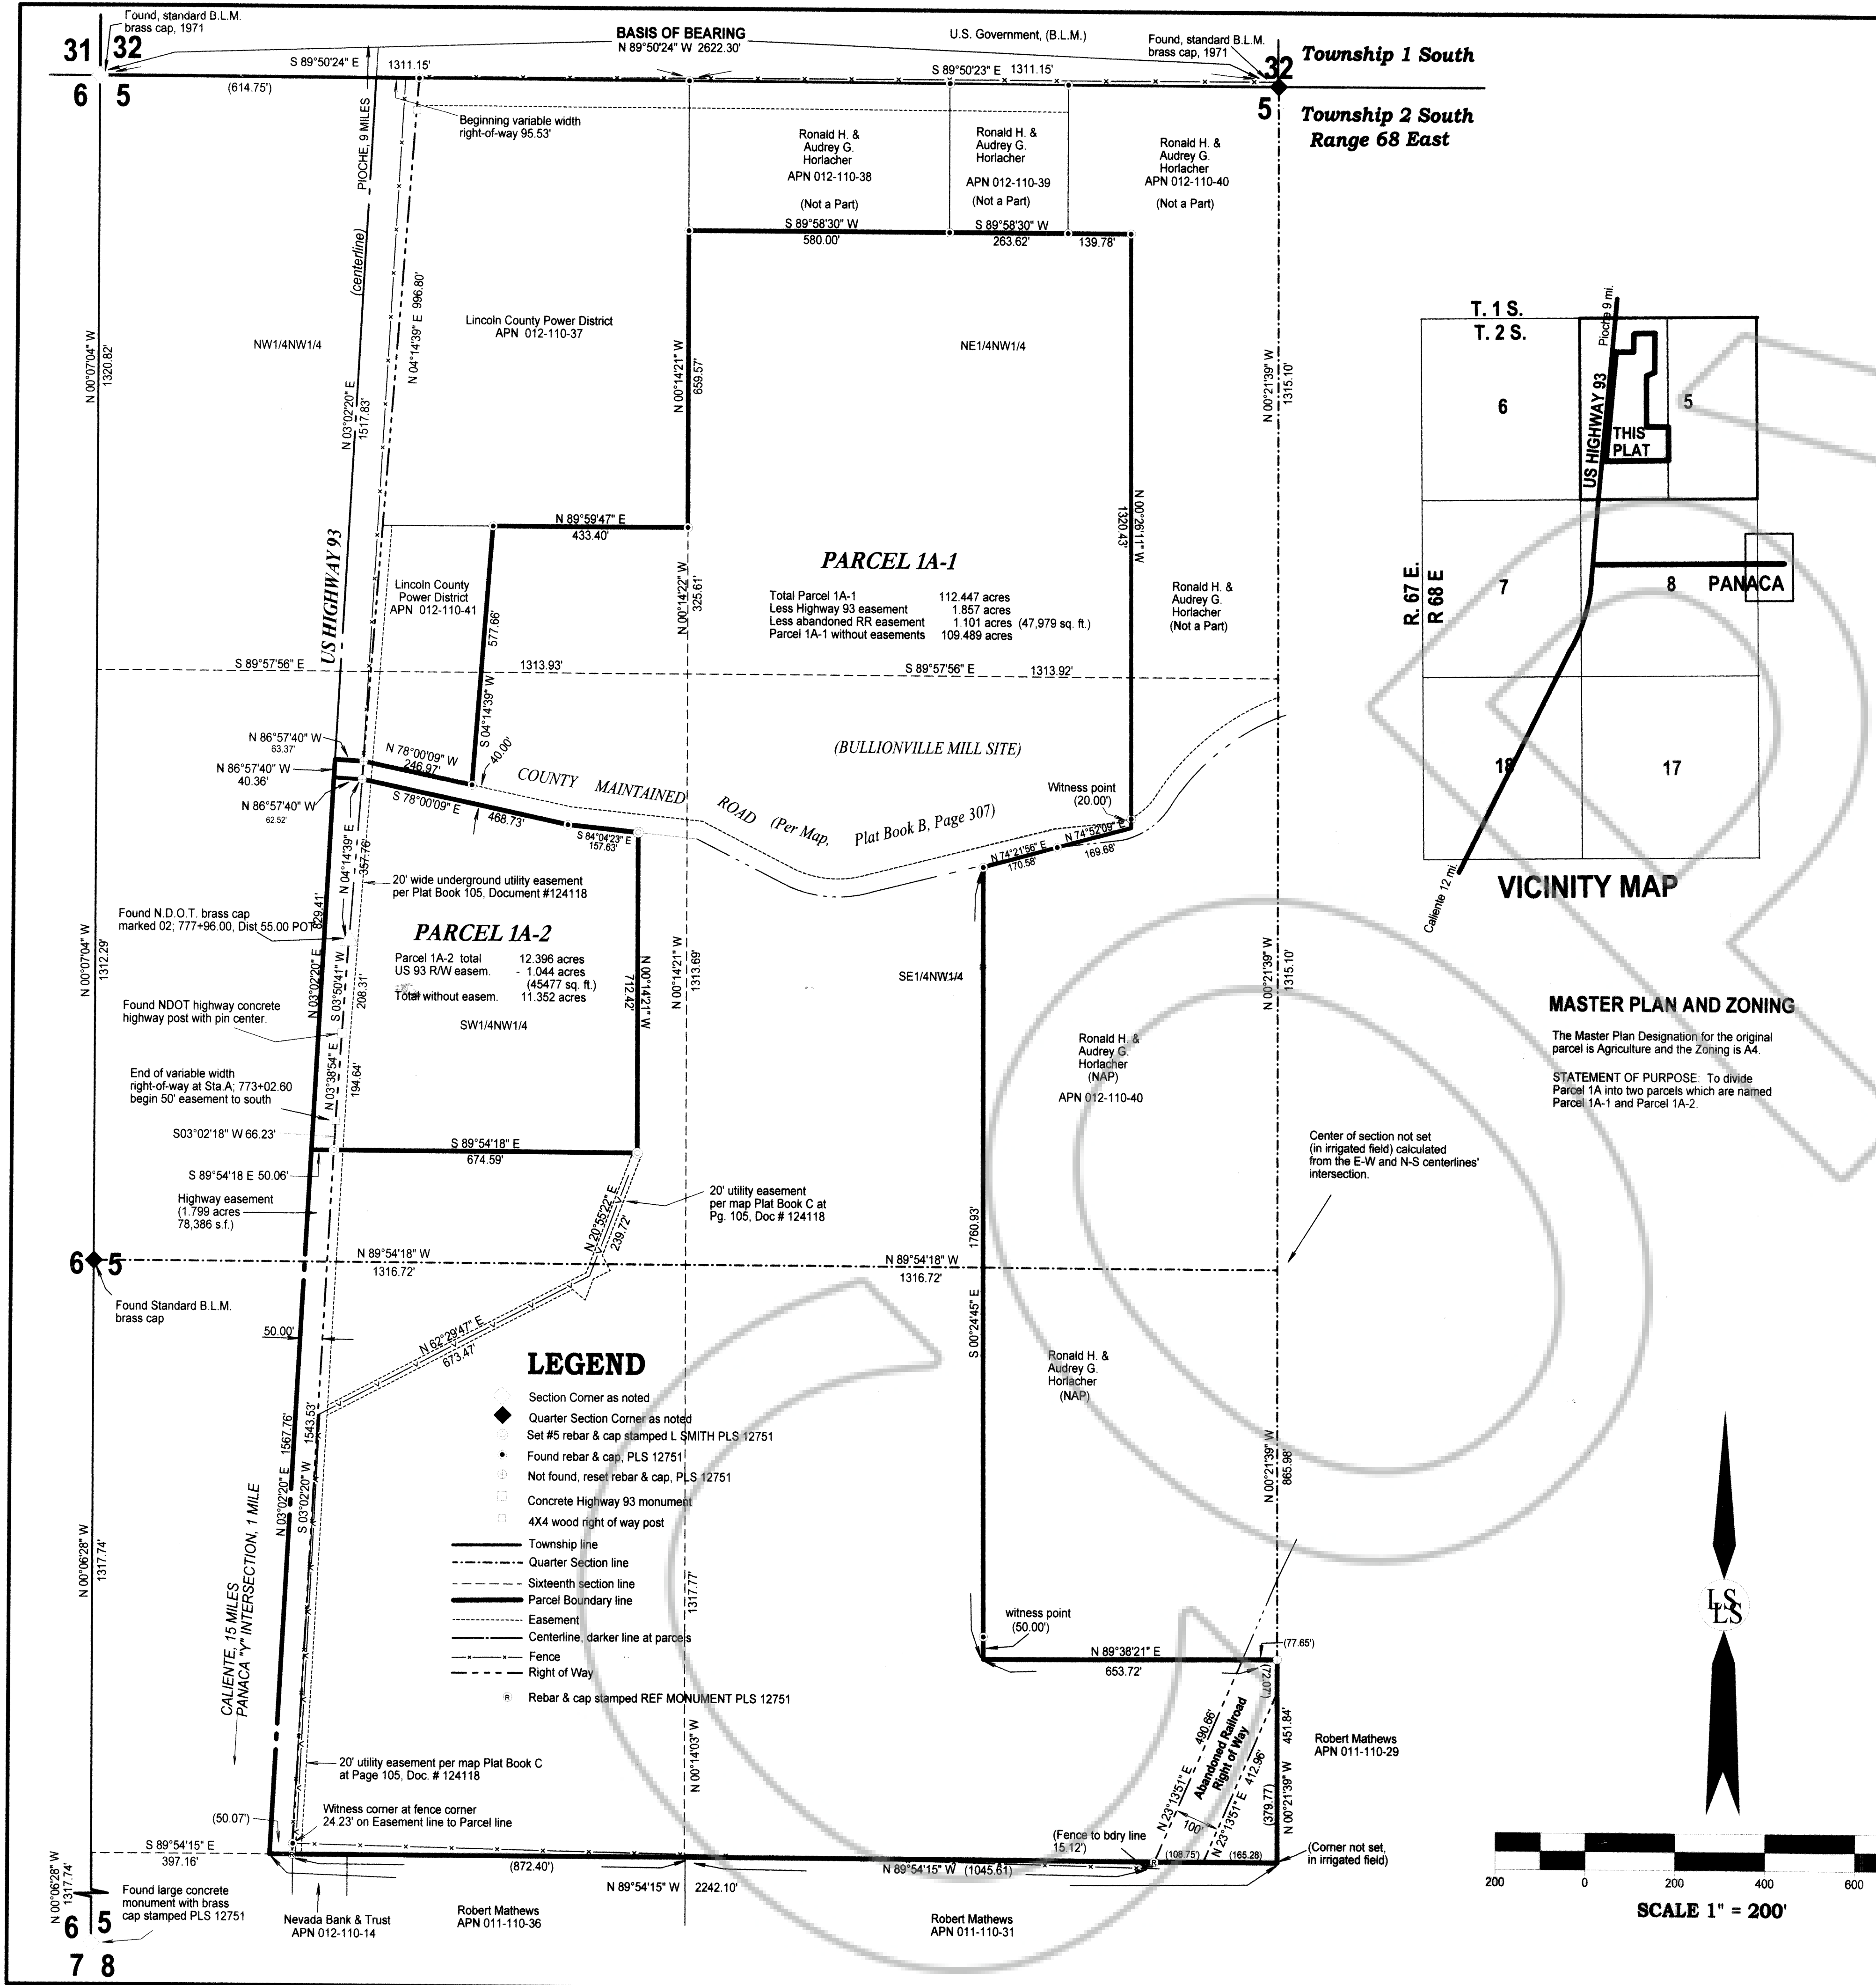 Found, standard B.L.M.
brass cap, 1971
31 32
6 5
BASIS OF BEARING
N 89°50'24" W 2622.30'
U.S. Government, (B.L.M.)
Found, standard B.L.M.
brass cap, 1971
32
5
Township 1 South
Township 2 South
Range 68 East
S 89°50'24" E 1311.15'
S 89°50'23" E 1311.15'
(614.75')
Beginning variable width
right-of-way 95.53'
PIOCHE, 9 MILES
(centerline)
Ronald H. &
Audrey G.
Horlacher
APN 012-110-38
(Not a Part)
Ronald H. &
Audrey G.
Horlacher
APN 012-110-39
(Not a Part)
Ronald H. &
Audrey G.
Horlacher
APN 012-110-40
(Not a Part)
S 89°58'30" W
580.00'
S 89°58'30" W
263.62'
139.78'
N 00°07'04" W
1320.82'
NW1/4NW1/4
N 03°02'20" E
1517.83'
N 04°14'39" E 996.80'
Lincoln County Power District
APN 012-110-37
N 00°14'21" W
659.57'
NE1/4NW1/4
N 00°21'39" W
1315.10'
US HIGHWAY 93
N 89°59'47" E
433.40'
N 00°26'11" W
1320.43'
Lincoln County
Power District
APN 012-110-41
577.66'
S 04°14'39" W
N 00°14'22" W
325.61'
PARCEL 1A-1
Total Parcel 1A-1 112.447 acres
Less Highway 93 easement 1.857 acres
Less abandoned RR easement 1.101 acres (47,979 sq. ft.)
Parcel 1A-1 without easements 109.489 acres
Ronald H. &
Audrey G.
Horlacher
(Not a Part)
S 89°57'56" E 1313.93'
S 89°57'56" E 1313.92'
N 86°57'40" W
63.37'
N 86°57'40" W
40.36'
N 86°57'40" W
62.52'
N 78°00'09" W
246.97'
40.00'
S 78°00'09" E
468.73'
S 84°04'23" E
157.63'
COUNTY MAINTAINED ROAD (Per Map, Plat Book B, Page 307)
(BULLIONVILLE MILL SITE)
Witness point
(20.00')
N 74°21'56" E
170.58'
N 74°52'09" E
169.68'
N 04°14'39" E
357.76'
829.41'
N 03°02'20" E
20' wide underground utility easement
per Plat Book 105, Document #124118
Found N.D.O.T. brass cap
marked 02; 777+96.00, Dist 55.00 POT
PARCEL 1A-2
Parcel 1A-2 total 12.396 acres
US 93 R/W easem. - 1.044 acres
(45477 sq. ft.)
Total without easem. 11.352 acres
SW1/4NW1/4
N 00°07'04" W
1312.29'
Found NDOT highway concrete
highway post with pin center.
S 03°50'41" W
208.31'
N 00°14'21" W
712.42'
N 00°14'21" W
1313.69'
SE1/4NW1/4
N 00°21'39" W
1315.10'
End of variable width
right-of-way at Sta.A; 773+02.60
begin 50' easement to south
N 03°38'54" E
194.64'
S03°02'18" W 66.23'
S 89°54'18 E 50.06'
S 89°54'18" E
674.59'
Highway easement
(1.799 acres
78,386 s.f.)
Ronald H. &
Audrey G.
Horlacher
(NAP)
APN 012-110-40
20' utility easement
per map Plat Book C at
Pg. 105, Doc # 124118
N 20°55'22" E
239.72'
6 5
Found Standard B.L.M.
brass cap
N 89°54'18" W
1316.72'
N 89°54'18" W
1316.72'
1760.93'
S 00°24'45" E
50.00'
N 62°29'47" E
673.47'
Ronald H. &
Audrey G.
Horlacher
(NAP)
LEGEND
Section Corner as noted
Quarter Section Corner as noted
Set #5 rebar & cap stamped L SMITH PLS 12751
Found rebar & cap, PLS 12751
Not found, reset rebar & cap, PLS 12751
Concrete Highway 93 monument
4X4 wood right of way post
Township line
Quarter Section line
Sixteenth section line
Parcel Boundary line
Easement
Centerline, darker line at parcels
Fence
Right of Way
R Rebar & cap stamped REF MONUMENT PLS 12751
N 03°02'20" E 1567.76'
S 03°02'20" W 1543.53'
N 00°06'28" W
1317.74'
CALIENTE, 15 MILES
PANACA "Y" INTERSECTION, 1 MILE
1317.77'
N 00°14'03" W
N 00°21'39" W
865.98'
witness point
(50.00')
N 89°38'21" E
653.72'
(77.65')
(72.07')
490.66'
N 23°13'51" E
Abandoned Railroad
Right of Way
412.96'
N 23°13'51" E
100'
451.84'
N 00°21'39" W
(379.77)
Robert Mathews
APN 011-110-29
20' utility easement per map Plat Book C
at Page 105, Doc. # 124118
Witness corner at fence corner
24.23' on Easement line to Parcel line
(50.07')
S 89°54'15" E
397.16'
(872.40')
N 89°54'15" W (1045.61)
(Fence to bdry line
15.12')
R
(108.75')
(165.28)
(Corner not set,
in irrigated field)
N 89°54'15" W 2242.10'
N 00°06'28" W
1317.74'
Found large concrete
monument with brass
cap stamped PLS 12751
6 5
7 8
Nevada Bank & Trust
APN 012-110-14
Robert Mathews
APN 011-110-36
Robert Mathews
APN 011-110-31
T. 1 S.
T. 2 S.
Pioche 9 mi.
US HIGHWAY 93
6
5
THIS
PLAT
R. 67 E.
R 68 E
7
8
PANACA
18
17
Caliente 12 mi.
VICINITY MAP
MASTER PLAN AND ZONING
The Master Plan Designation for the original
parcel is Agriculture and the Zoning is A4.
STATEMENT OF PURPOSE: To divide
Parcel 1A into two parcels which are named
Parcel 1A-1 and Parcel 1A-2.
Center of section not set
(in irrigated field) calculated
from the E-W and N-S centerlines'
intersection.
LS
LS
200 0 200 400 600
SCALE 1" = 200'